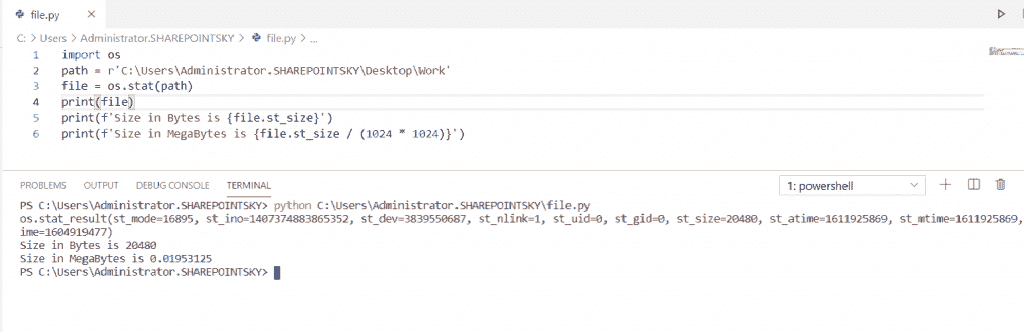 file.py
C: > Users > Administrator.SHAREPOINTSKY > file.py > ...
1 import os
2 path = r'C:\Users\Administrator.SHAREPOINTSKY\Desktop\Work'
3 file = os.stat(path)
4 print(file)
5 print(f'Size in Bytes is {file.st_size}')
6 print(f'Size in MegaBytes is {file.st_size / (1024 * 1024)}')
PROBLEMS OUTPUT DEBUG CONSOLE TERMINAL 1: powershell
PS C:\Users\Administrator.SHAREPOINTSKY> python C:\Users\Administrator.SHAREPOINTSKY\file.py
os.stat_result(st_mode=16895, st_ino=1407374883865352, st_dev=3839550687, st_nlink=1, st_uid=0, st_gid=0, st_size=20480, st_atime=1611925869, st_mtime=1611925869,
ime=1604919477)
Size in Bytes is 20480
Size in MegaBytes is 0.01953125
PS C:\Users\Administrator.SHAREPOINTSKY>